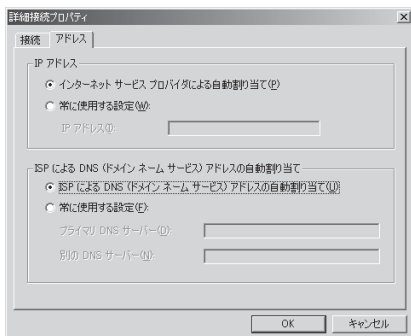 詳細接続プロパティ
接続 アドレス
IP アドレス
インターネット サービス プロバイダによる自動割り当て(P)
常に使用する設定(W):
IP アドレス(I):
ISP による DNS (ドメイン ネーム サービス) アドレスの自動割り当て
ISP による DNS (ドメイン ネーム サービス) アドレスの自動割り当て(U)
常に使用する設定(F):
プライマリ DNS サーバー(D):
別の DNS サーバー(N):
OK キャンセル